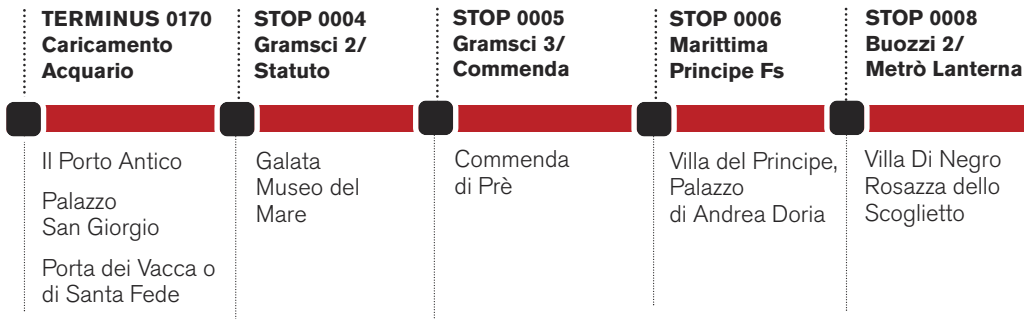 TERMINUS 0170
Caricamento
Acquario
Il Porto Antico
Palazzo
San Giorgio
Porta dei Vacca o
di Santa Fede
STOP 0004
Gramsci 2/
Statuto
Galata
Museo del
Mare
STOP 0005
Gramsci 3/
Commenda
Commenda
di Prè
STOP 0006
Marittima
Principe Fs
Villa del Principe,
Palazzo
di Andrea Doria
STOP 0008
Buozzi 2/
Metrò Lanterna
Villa Di Negro
Rosazza dello
Scoglietto